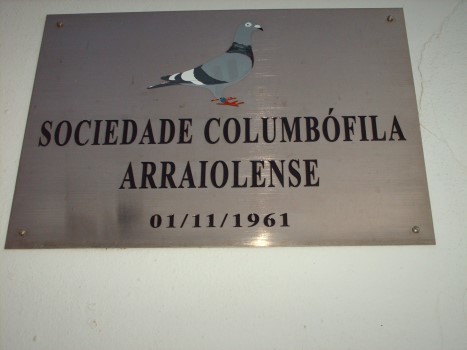 SOCIEDADE COLUMBÓFILA
ARRAIOLENSE
01/11/1961